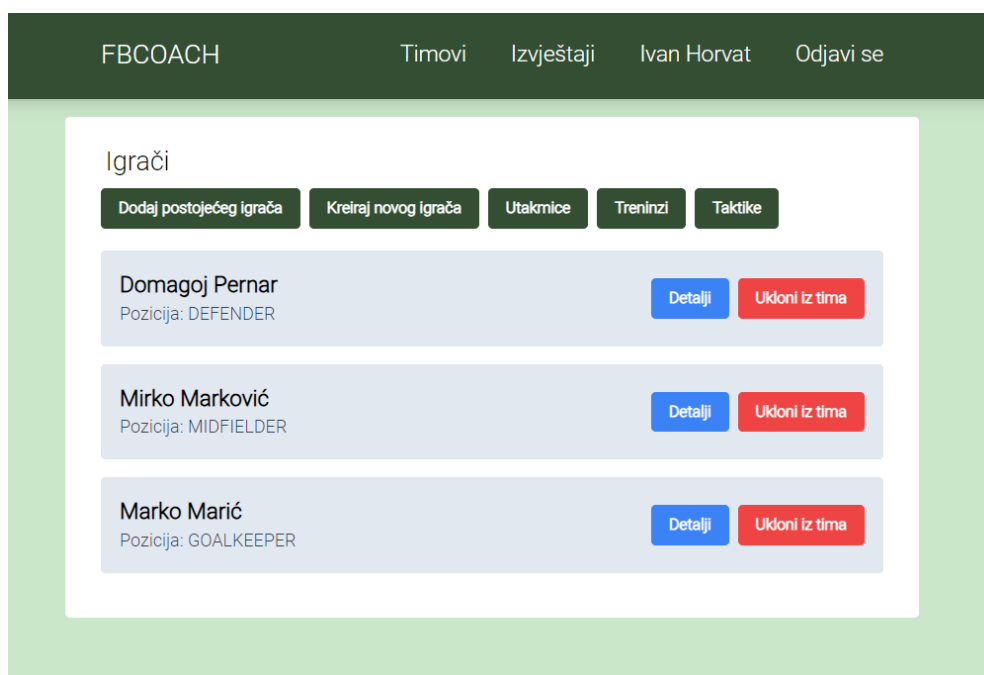 FBCOACH Timovi Izvještaji Ivan Horvat Odjavi se
Igrači
Dodaj postojećeg igrača Kreiraj novog igrača Utakmice Treninzi Taktike
Domagoj Pernar
Pozicija: DEFENDER
Detalji Ukloni iz tima
Mirko Marković
Pozicija: MIDFIELDER
Detalji Ukloni iz tima
Marko Marić
Pozicija: GOALKEEPER
Detalji Ukloni iz tima